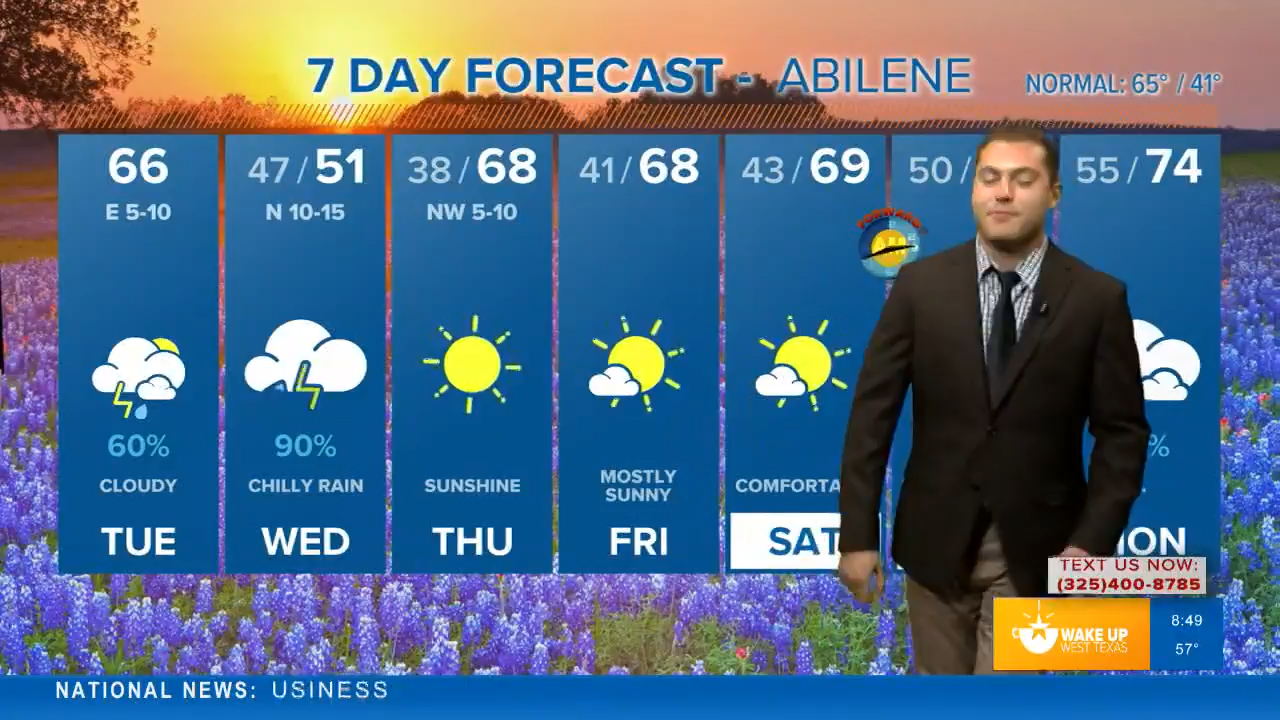 7 DAY FORECAST - ABILENE
NORMAL: 65° / 41°
66
E 5-10
60%
CLOUDY
TUE
47/51
N 10-15
90%
CHILLY RAIN
WED
38/68
NW 5-10
SUNSHINE
THU
41/68
MOSTLY
SUNNY
FRI
43/69
COMFORTA
SAT
50/
55/74
%
ON
TEXT US NOW:
(325)400-8785
WAKE UP
WEST TEXAS
8:49
57°
NATIONAL NEWS: USINESS